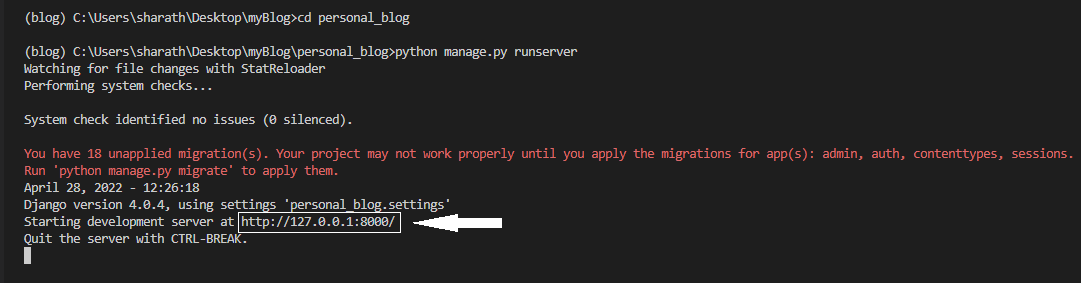 (blog) C:\Users\sharath\Desktop\myBlog>cd personal_blog
(blog) C:\Users\sharath\Desktop\myBlog\personal_blog>python manage.py runserver
Watching for file changes with StatReloader
Performing system checks...
System check identified no issues (0 silenced).
You have 18 unapplied migration(s). Your project may not work properly until you apply the migrations for app(s): admin, auth, contenttypes, sessions.
Run 'python manage.py migrate' to apply them.
April 28, 2022 - 12:26:18
Django version 4.0.4, using settings 'personal_blog.settings'
Starting development server at http://127.0.0.1:8000/
Quit the server with CTRL-BREAK.